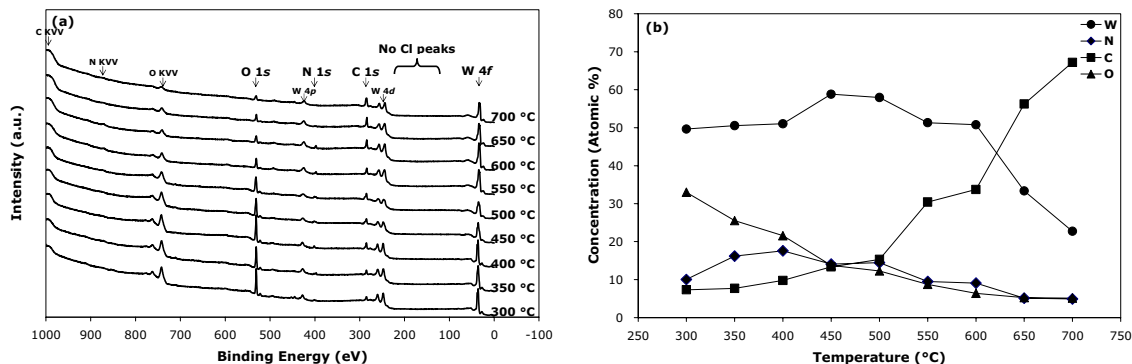 (a)
C KVV
N KVV
O KVV
O 1s
N 1s
W 4p
C 1s
W 4d
No Cl peaks
W 4f
700 °C
650 °C
600 °C
550 °C
500 °C
450 °C
400 °C
350 °C
300 °C
Intensity (a.u.)
1000 900 800 700 600 500 400 300 200 100 0 -100
Binding Energy (eV)
(b)
W
N
C
O
Concentration (Atomic %)
80
70
60
50
40
30
20
10
0
250 300 350 400 450 500 550 600 650 700 750
Temperature (°C)